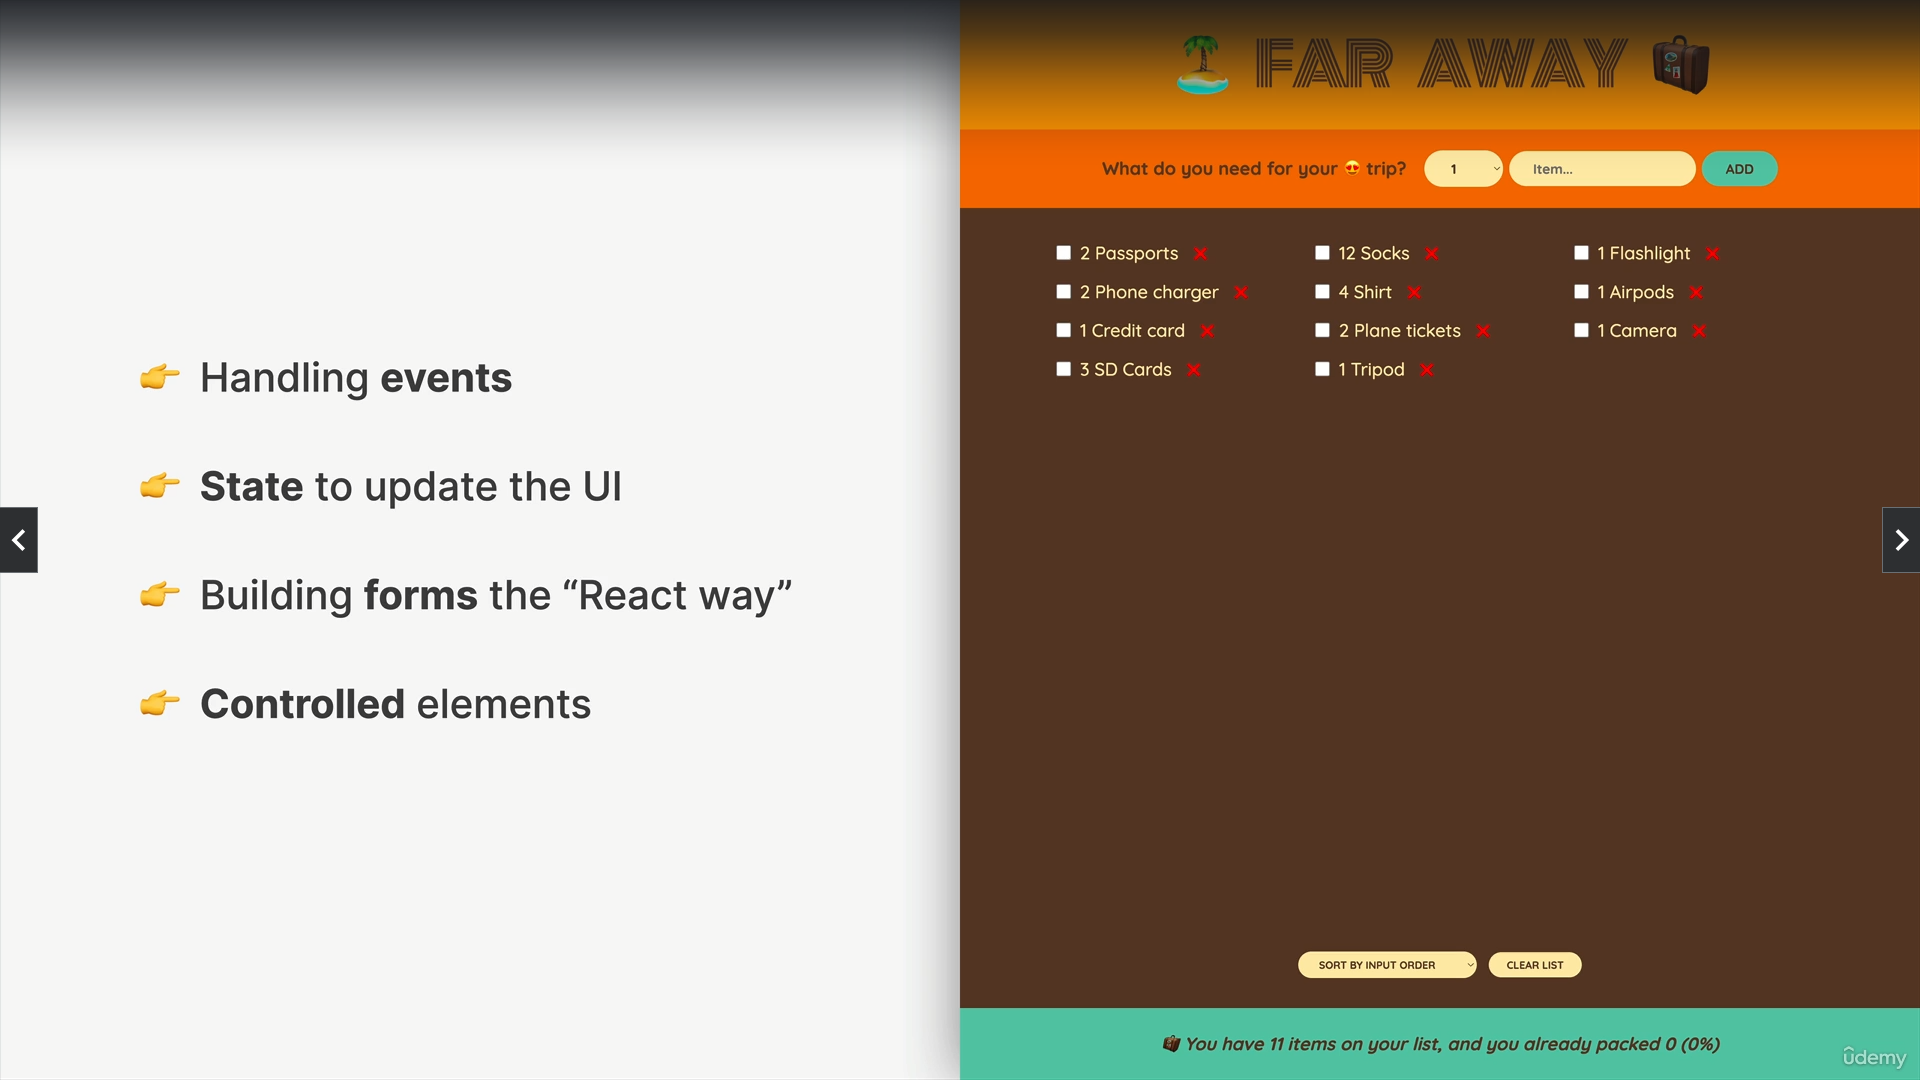 Handling events
State to update the UI
Building forms the “React way”
Controlled elements
FAR AWAY
What do you need for your 😍 trip? 1 Item... ADD
2 Passports ❌ 12 Socks ❌ 1 Flashlight ❌
2 Phone charger ❌ 4 Shirt ❌ 1 Airpods ❌
1 Credit card ❌ 2 Plane tickets ❌ 1 Camera ❌
3 SD Cards ❌ 1 Tripod ❌
SORT BY INPUT ORDER CLEAR LIST
You have 11 items on your list, and you already packed 0 (0%)
ûdemy